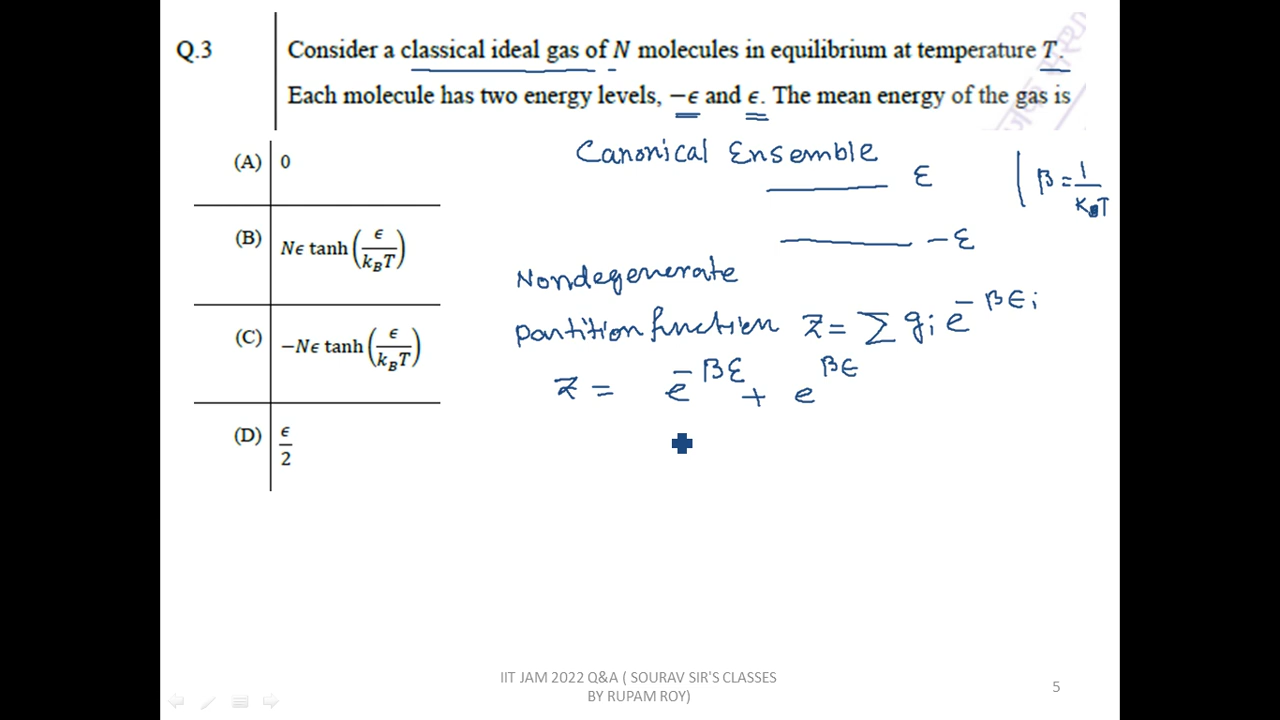 Q.3 Consider a classical ideal gas of N molecules in equilibrium at temperature T.
Each molecule has two energy levels, −ϵ and ϵ. The mean energy of the gas is
Canonical Ensemble
(A) 0
ε
β = 1/K_BT
(B) Nϵ tanh(ϵ/k_BT)
−ε
Nondegenerate
partition function Z = Σ g_i e^{−βϵ_i}
(C) −Nϵ tanh(ϵ/k_BT)
Z = e^{−βε} + e^{βϵ}
(D) ϵ/2
IIT JAM 2022 Q&A ( SOURAV SIR'S CLASSES
BY RUPAM ROY)
5